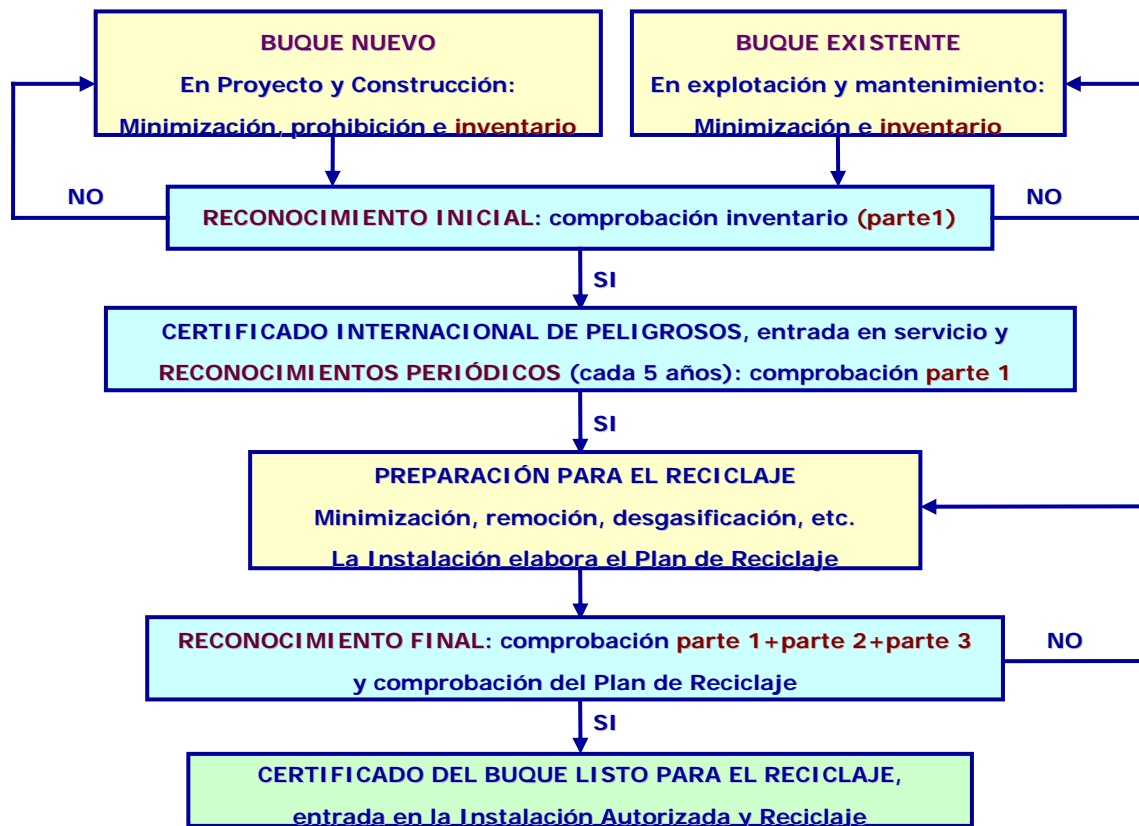 BUQUE NUEVO
En Proyecto y Construcción:
Minimización, prohibición e inventario
BUQUE EXISTENTE
En explotación y mantenimiento:
Minimización e inventario
NO
RECONOCIMIENTO INICIAL: comprobación inventario (parte1)
NO
SI
CERTIFICADO INTERNACIONAL DE PELIGROSOS, entrada en servicio y
RECONOCIMIENTOS PERIÓDICOS (cada 5 años): comprobación parte 1
SI
PREPARACIÓN PARA EL RECICLAJE
Minimización, remoción, desgasificación, etc.
La Instalación elabora el Plan de Reciclaje
RECONOCIMIENTO FINAL: comprobación parte 1+parte 2+parte 3
y comprobación del Plan de Reciclaje
NO
SI
CERTIFICADO DEL BUQUE LISTO PARA EL RECICLAJE,
entrada en la Instalación Autorizada y Reciclaje